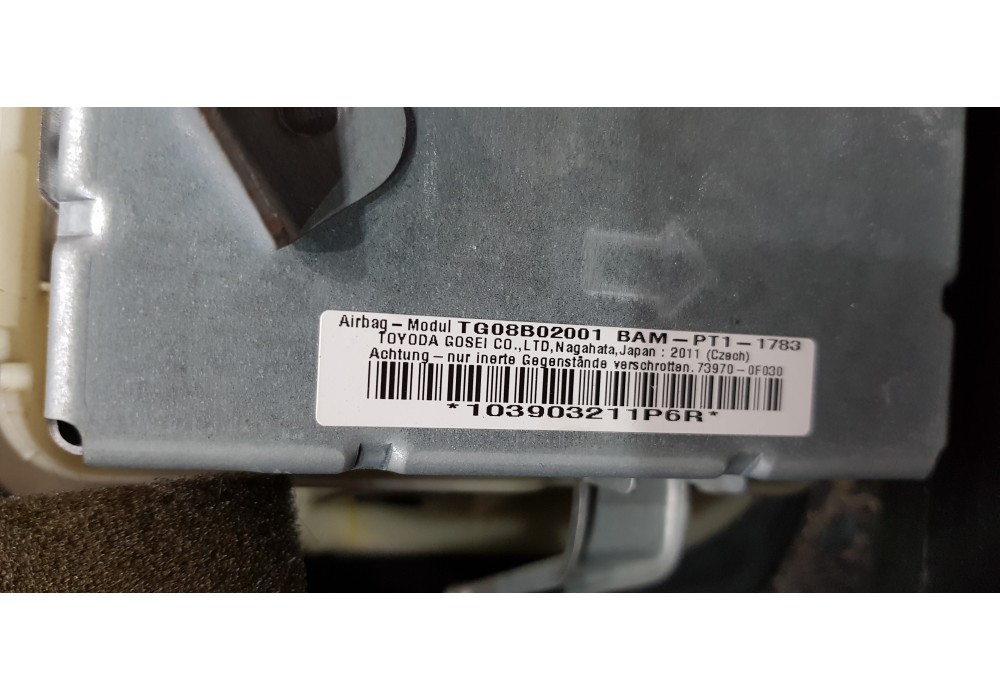 Airbag – Modul TG08B02001 BAM – PT1 – 1783
TOYODA GOSEI CO.,LTD,Nagahata,Japan : 2011 (Czech)
Achtung – nur inerte Gegenstände verschrotten. 73970 – 0F030
*103903211P6R*